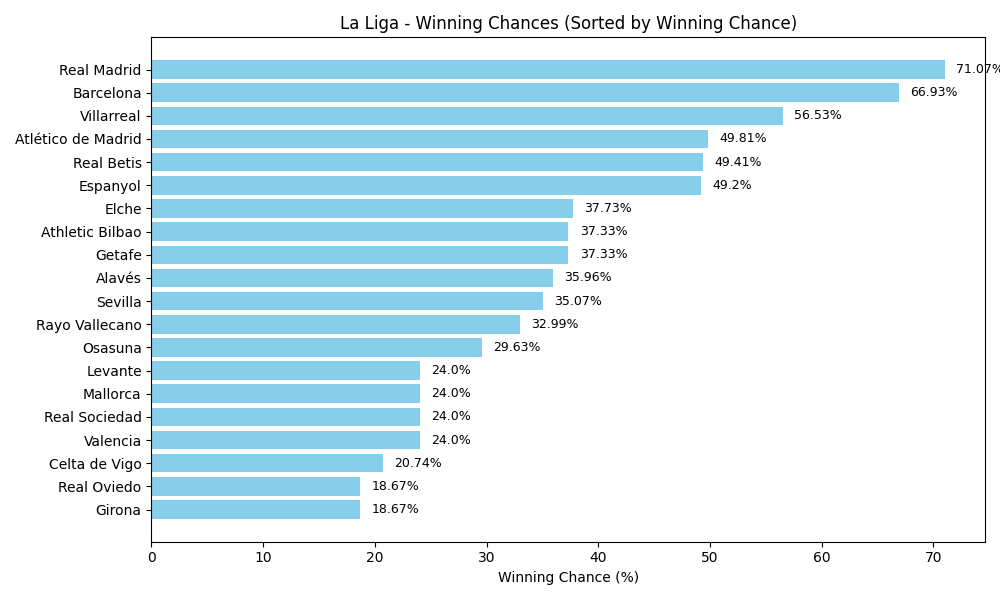 La Liga - Winning Chances (Sorted by Winning Chance)
Real Madrid 71.07%
Barcelona 66.93%
Villarreal 56.53%
Atlético de Madrid 49.81%
Real Betis 49.41%
Espanyol 49.2%
Elche 37.73%
Athletic Bilbao 37.33%
Getafe 37.33%
Alavés 35.96%
Sevilla 35.07%
Rayo Vallecano 32.99%
Osasuna 29.63%
Levante 24.0%
Mallorca 24.0%
Real Sociedad 24.0%
Valencia 24.0%
Celta de Vigo 20.74%
Real Oviedo 18.67%
Girona 18.67%
0 10 20 30 40 50 60 70
Winning Chance (%)